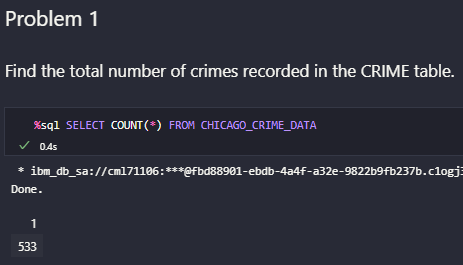 Problem 1
Find the total number of crimes recorded in the CRIME table.
%sql SELECT COUNT(*) FROM CHICAGO_CRIME_DATA
0.4s
* ibm_db_sa://cml71106:***@fbd88901-ebdb-4a4f-a32e-9822b9fb237b.c1ogj3
Done.
1
533